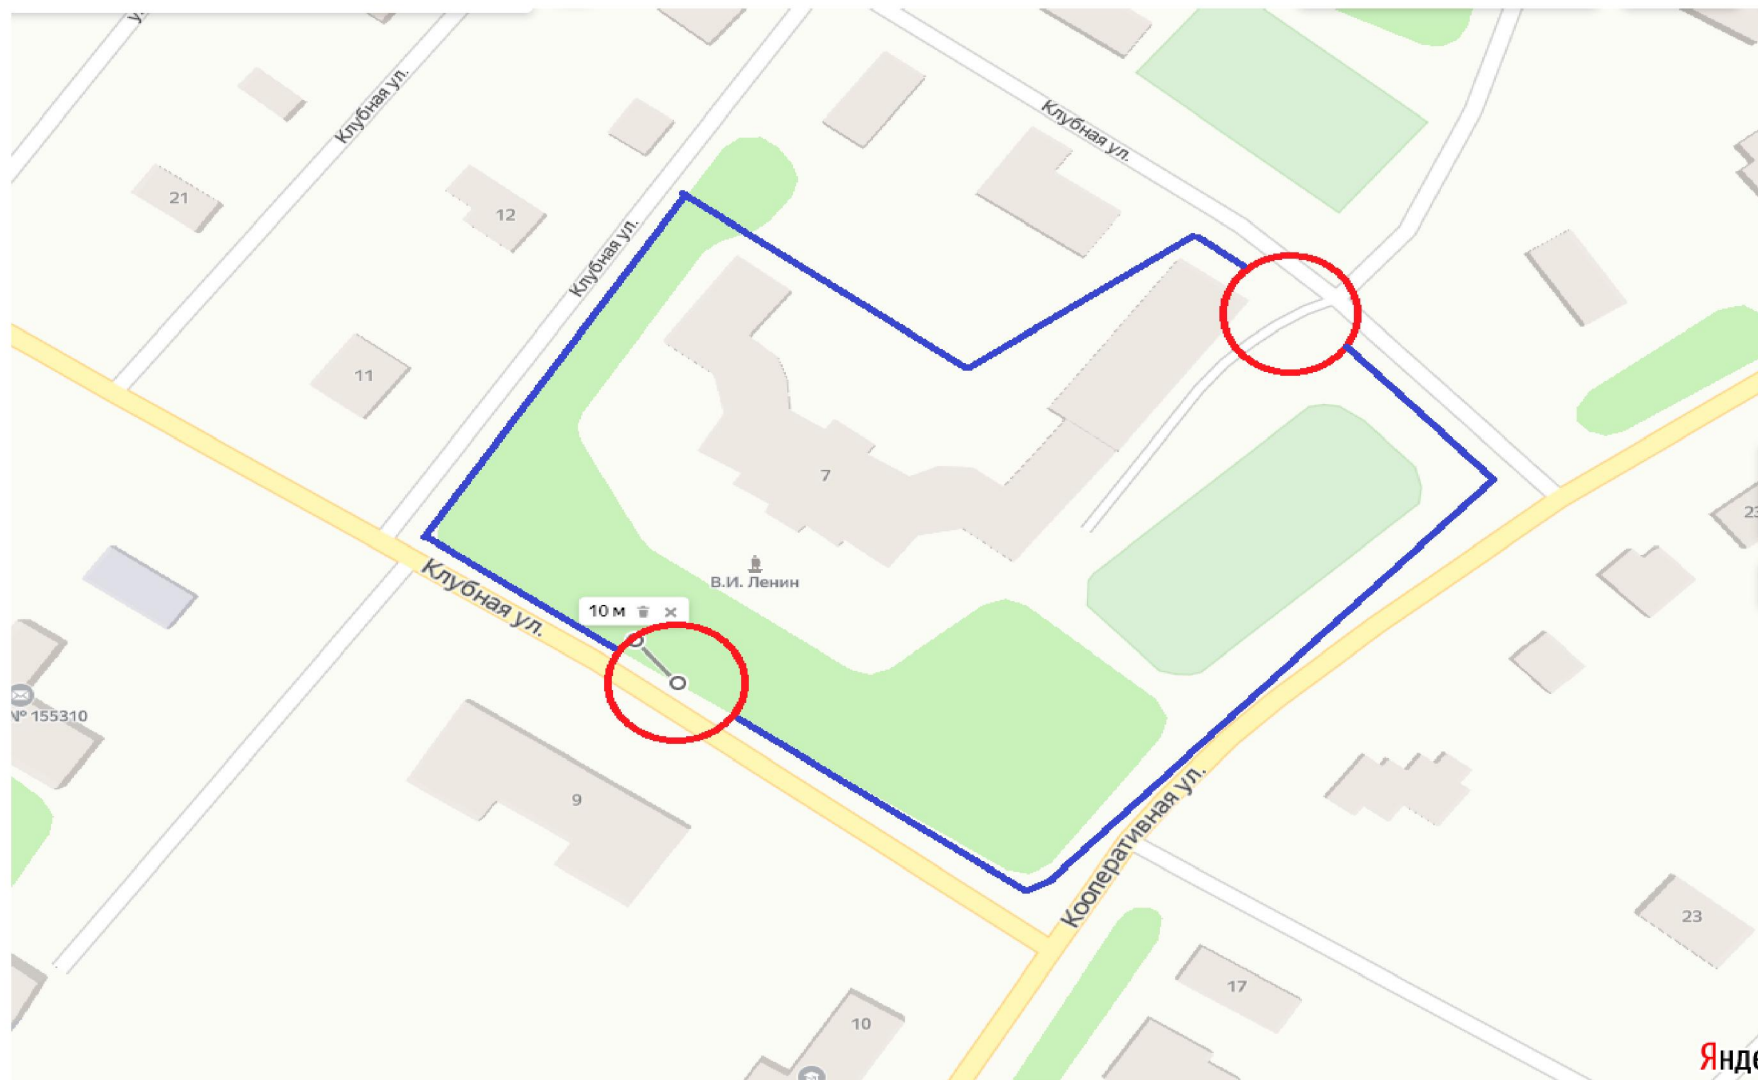 Клубная ул.
Клубная ул.
21
12
Клубная ул.
11
7
В.И. Ленин
10 м
Клубная ул.
№ 155310
9
Кооперативная ул.
23
23
17
10
Янде